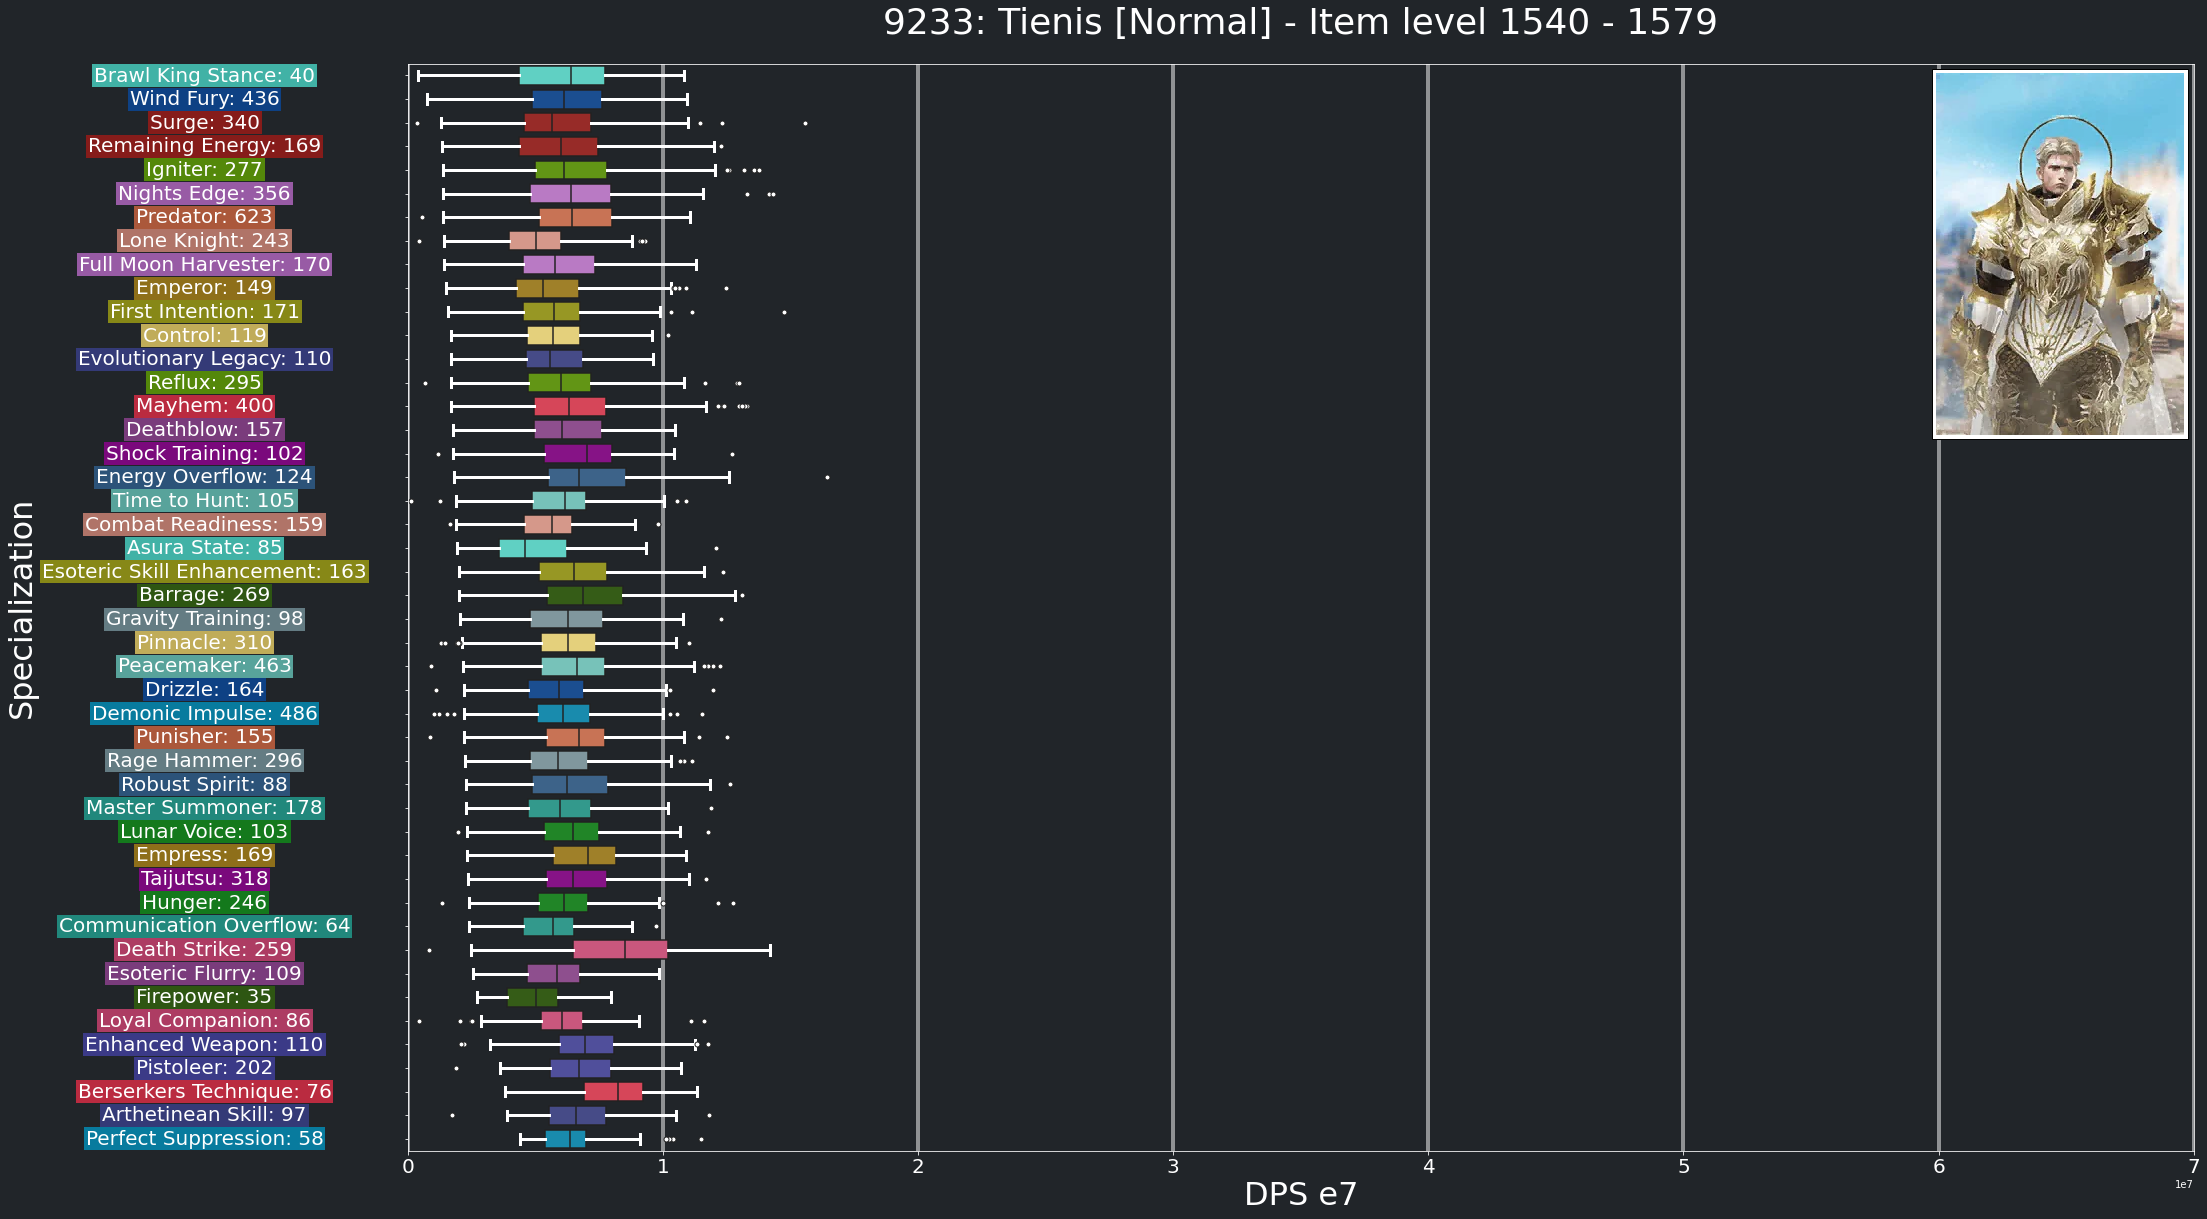 9233: Tienis [Normal] - Item level 1540 - 1579
Brawl King Stance: 40
Wind Fury: 436
Surge: 340
Remaining Energy: 169
Igniter: 277
Nights Edge: 356
Predator: 623
Lone Knight: 243
Full Moon Harvester: 170
Emperor: 149
First Intention: 171
Control: 119
Evolutionary Legacy: 110
Reflux: 295
Mayhem: 400
Deathblow: 157
Shock Training: 102
Energy Overflow: 124
Time to Hunt: 105
Combat Readiness: 159
Asura State: 85
Esoteric Skill Enhancement: 163
Barrage: 269
Gravity Training: 98
Pinnacle: 310
Peacemaker: 463
Drizzle: 164
Demonic Impulse: 486
Punisher: 155
Rage Hammer: 296
Robust Spirit: 88
Master Summoner: 178
Lunar Voice: 103
Empress: 169
Taijutsu: 318
Hunger: 246
Communication Overflow: 64
Death Strike: 259
Esoteric Flurry: 109
Firepower: 35
Loyal Companion: 86
Enhanced Weapon: 110
Pistoleer: 202
Berserkers Technique: 76
Arthetinean Skill: 97
Perfect Suppression: 58
Specialization
0 1 2 3 4 5 6 7
1e7
DPS e7